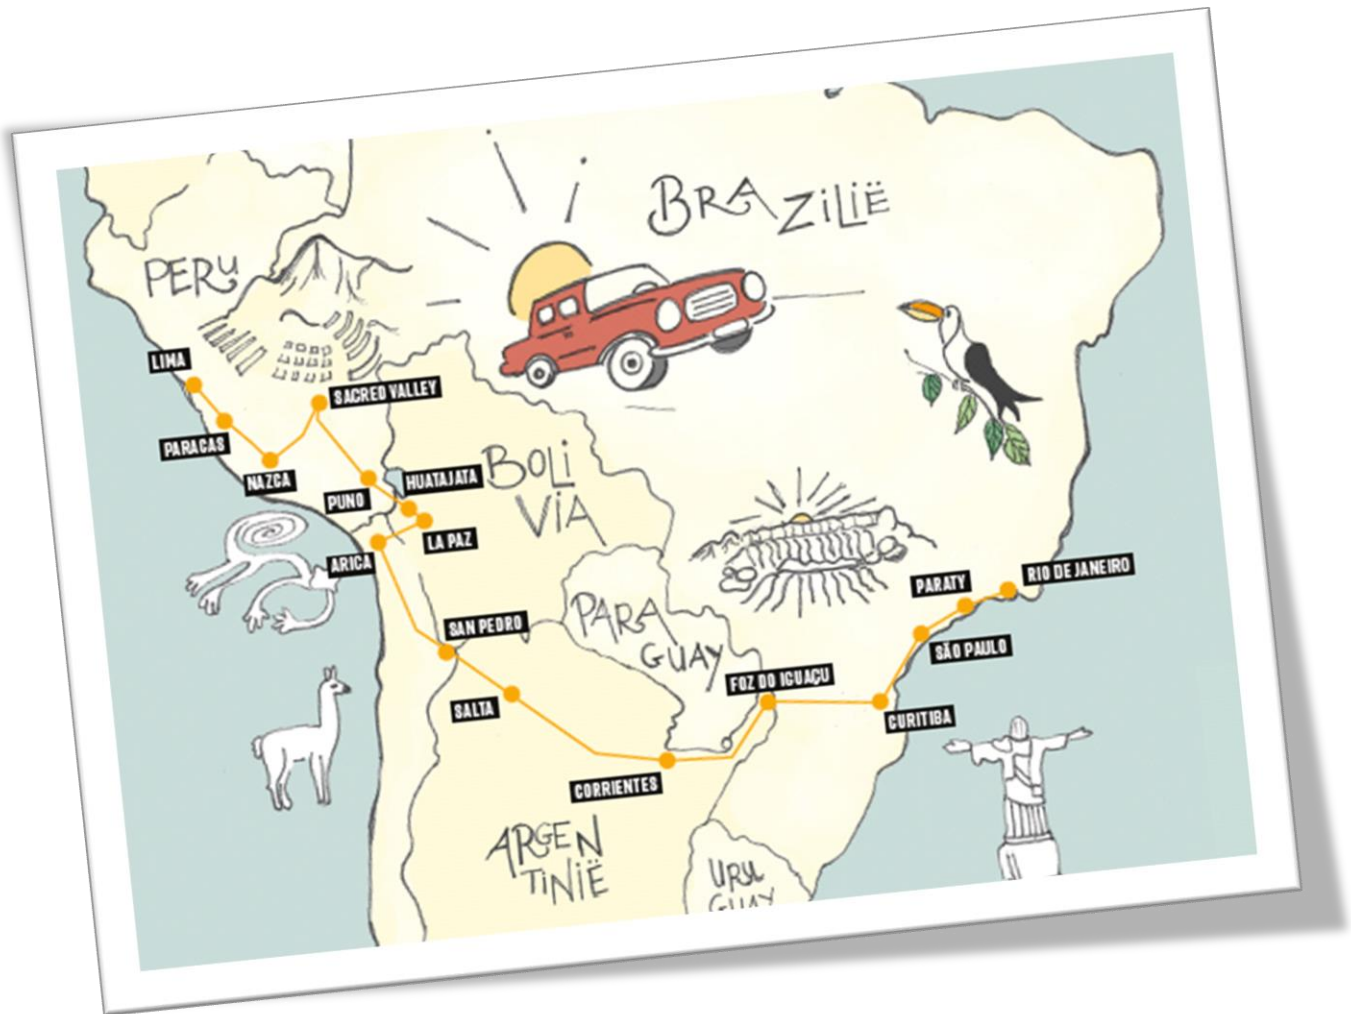 BRAZILIË
PERU
LIMA
SACRED VALLEY
PARACAS
BOLI
VIA
NAZCA
HUATAJATA
PUNO
LA PAZ
ARICA
RIO DE JANEIRO
PARATY
PARA
GUAY
SAN PEDRO
SÃO PAULO
FOZ DO IGUAÇU
SALTA
CURITIBA
CORRIENTES
ARGEN
TINIË
URU
GUAY